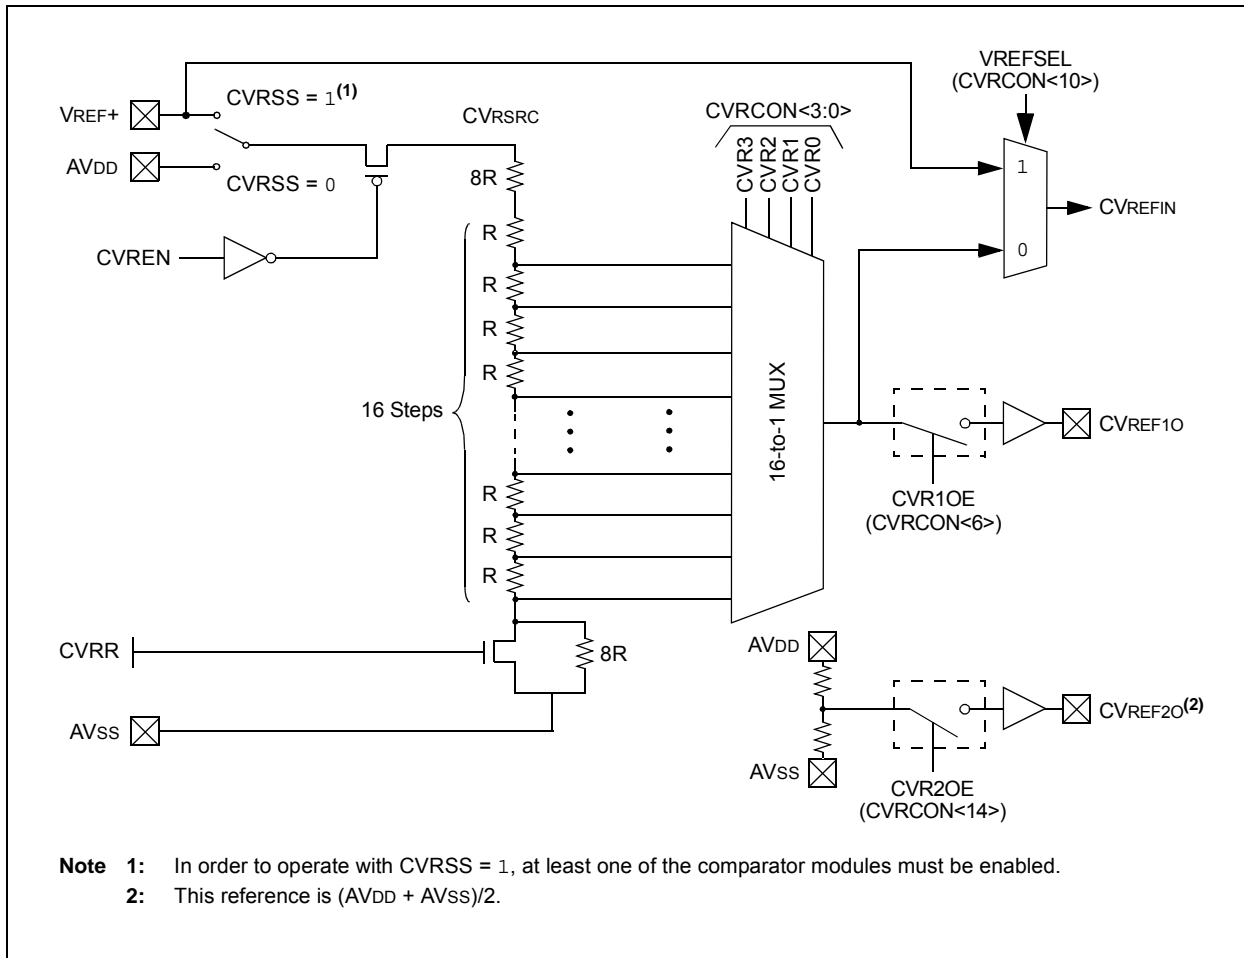 VREFSEL
(CVRCON<10>)
CVRSS = 1(1)
VREF+
CVRSRC
CVRCON<3:0>
CVR3
CVR2
CVR1
CVR0
AVDD
CVRSS = 0
8R
1
CVREFIN
CVREN
R
0
R
R
R
16 Steps
16-to-1 MUX
CVREF1O
R
CVR1OE
(CVRCON<6>)
R
R
CVRR
8R
AVDD
AVSS
CVREF2O(2)
AVSS
CVR2OE
(CVRCON<14>)
Note 1: In order to operate with CVRSS = 1, at least one of the comparator modules must be enabled.
2: This reference is (AVDD + AVSS)/2.